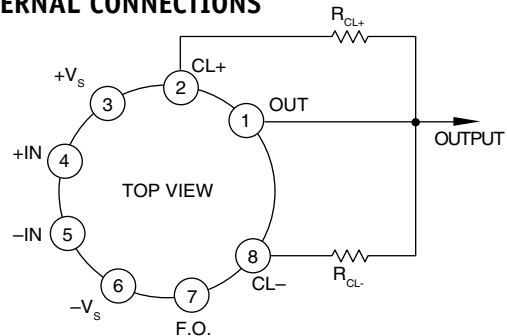 ERNAL CONNECTIONS
R_CL+
CL+
+V_S
2
3
OUT
1
OUTPUT
+IN
4
TOP VIEW
–IN
5
8
CL–
R_CL-
6
–V_S
7
F.O.